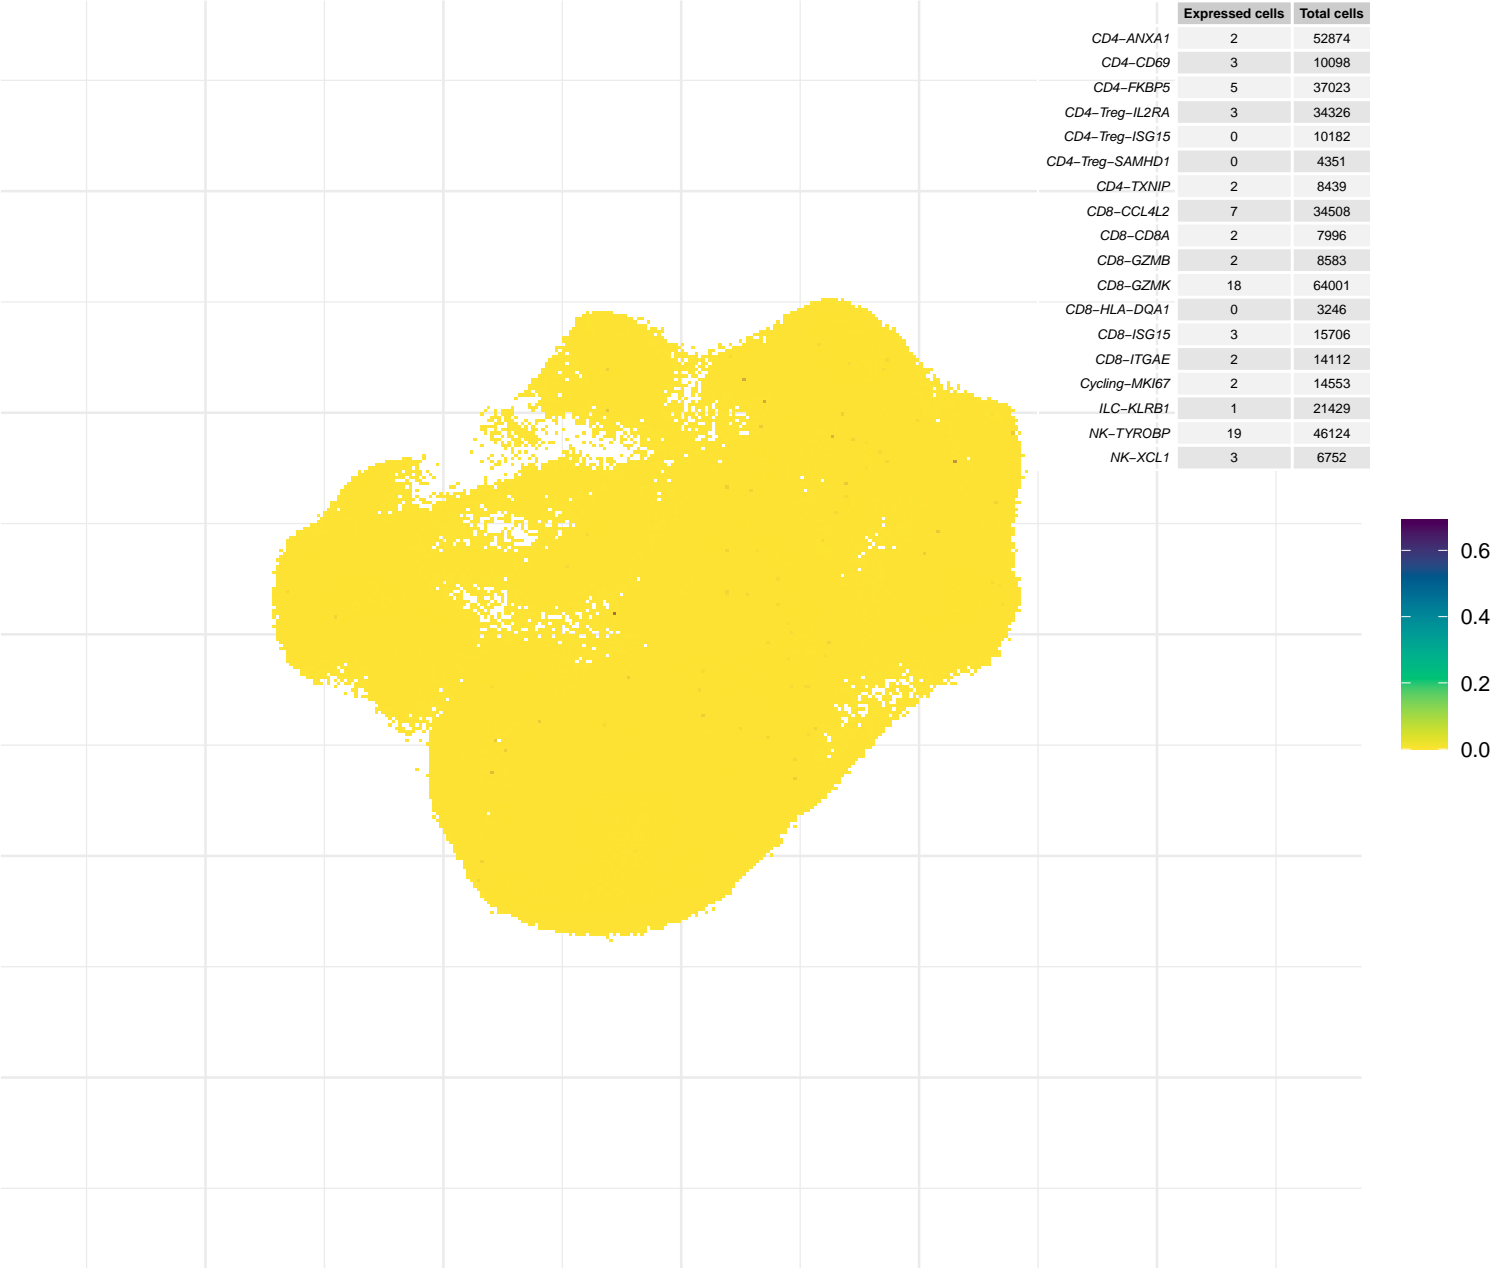 Expressed cells Total cells
CD4−ANXA1 2 52874
CD4−CD69 3 10098
CD4−FKBP5 5 37023
CD4−Treg−IL2RA 3 34326
CD4−Treg−ISG15 0 10182
CD4−Treg−SAMHD1 0 4351
CD4−TXNIP 2 8439
CD8−CCL4L2 7 34508
CD8−CD8A 2 7996
CD8−GZMB 2 8583
CD8−GZMK 18 64001
CD8−HLA−DQA1 0 3246
CD8−ISG15 3 15706
CD8−ITGAE 2 14112
Cycling−MKI67 2 14553
ILC−KLRB1 1 21429
NK−TYROBP 19 46124
NK−XCL1 3 6752
0.6
0.4
0.2
0.0